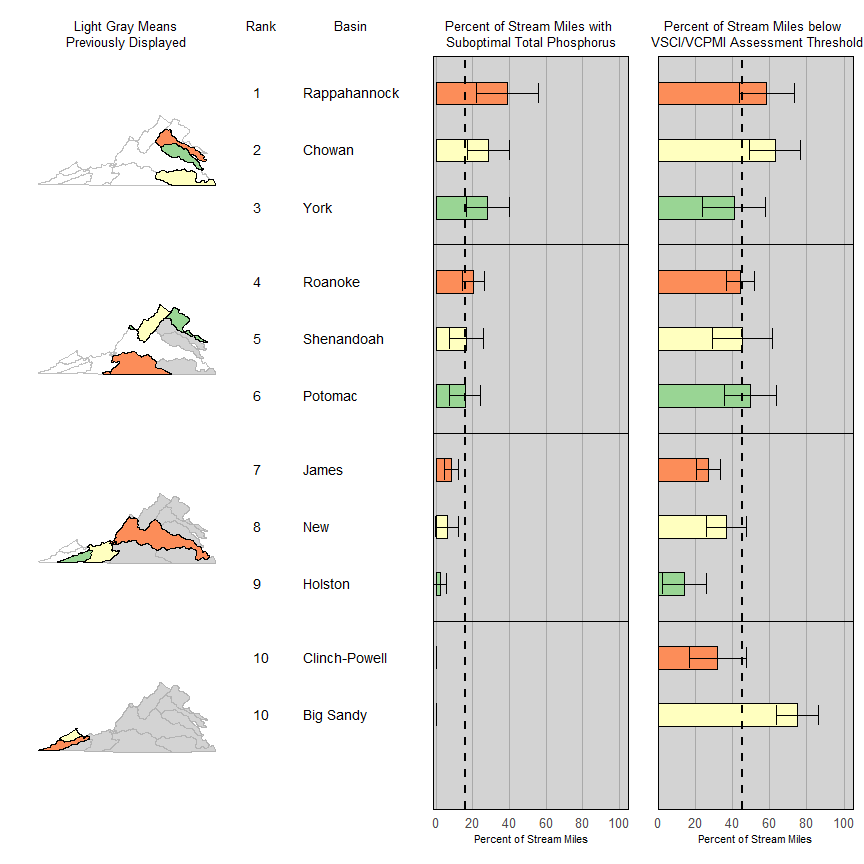 Light Gray Means
Previously Displayed
Rank
Basin
Percent of Stream Miles with
Suboptimal Total Phosphorus
Percent of Stream Miles below
VSCI/VCPMI Assessment Threshold
1 Rappahannock
2 Chowan
3 York
4 Roanoke
5 Shenandoah
6 Potomac
7 James
8 New
9 Holston
10 Clinch-Powell
10 Big Sandy
0 20 40 60 80 100
Percent of Stream Miles
0 20 40 60 80 100
Percent of Stream Miles